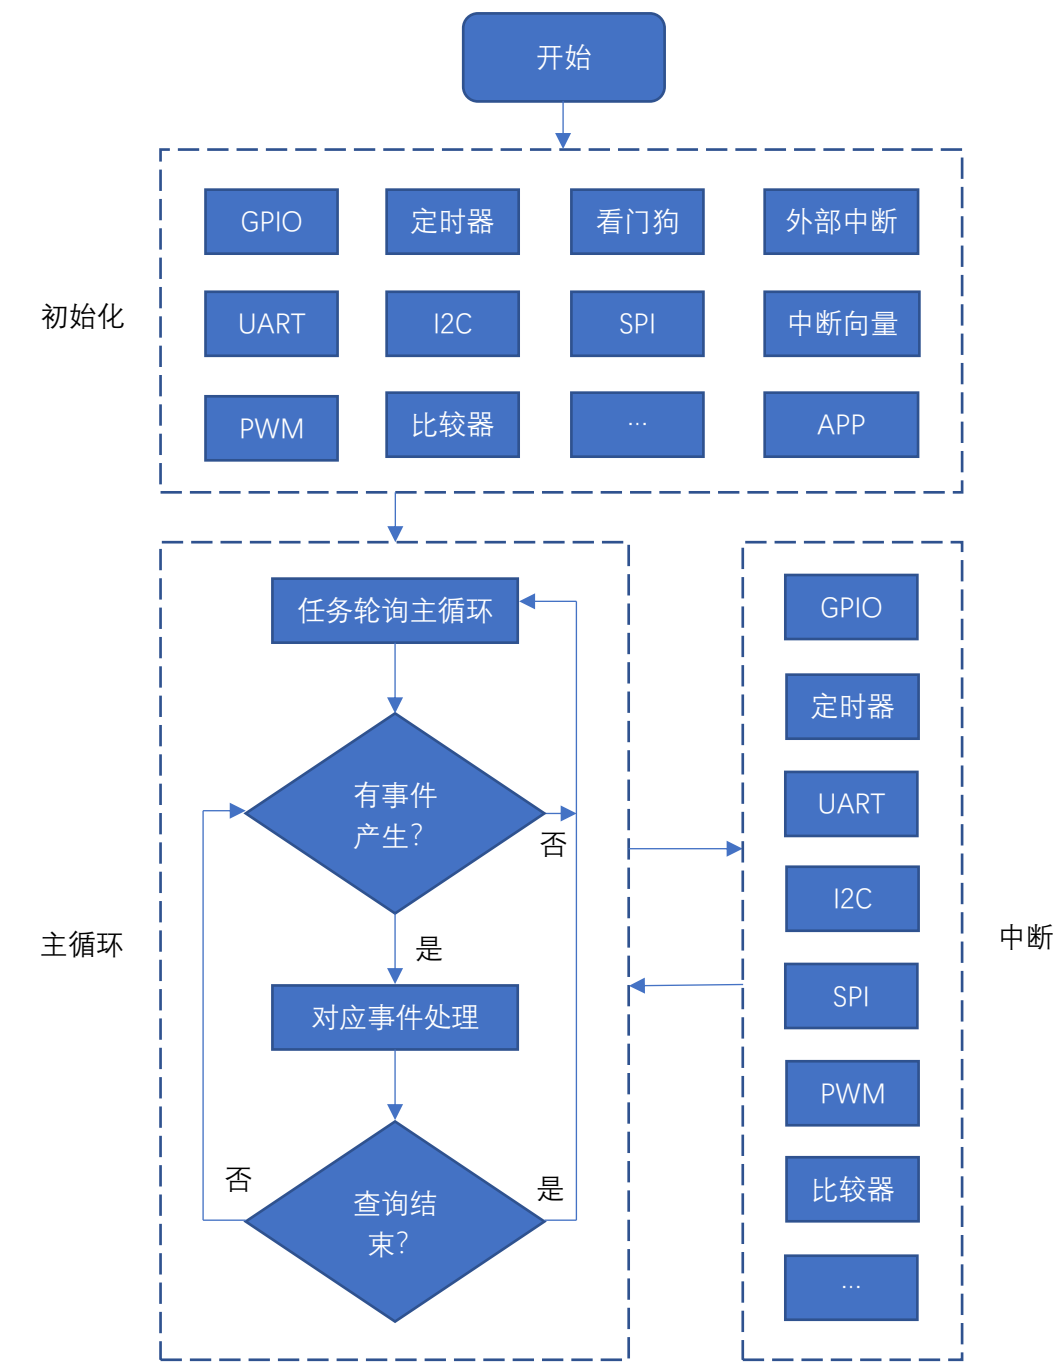 开始
初始化
GPIO
定时器
看门狗
外部中断
UART
I2C
SPI
中断向量
PWM
比较器
...
APP
主循环
任务轮询主循环
有事件
产生?
否
是
对应事件处理
查询结
束?
否
是
中断
GPIO
定时器
UART
I2C
SPI
PWM
比较器
...